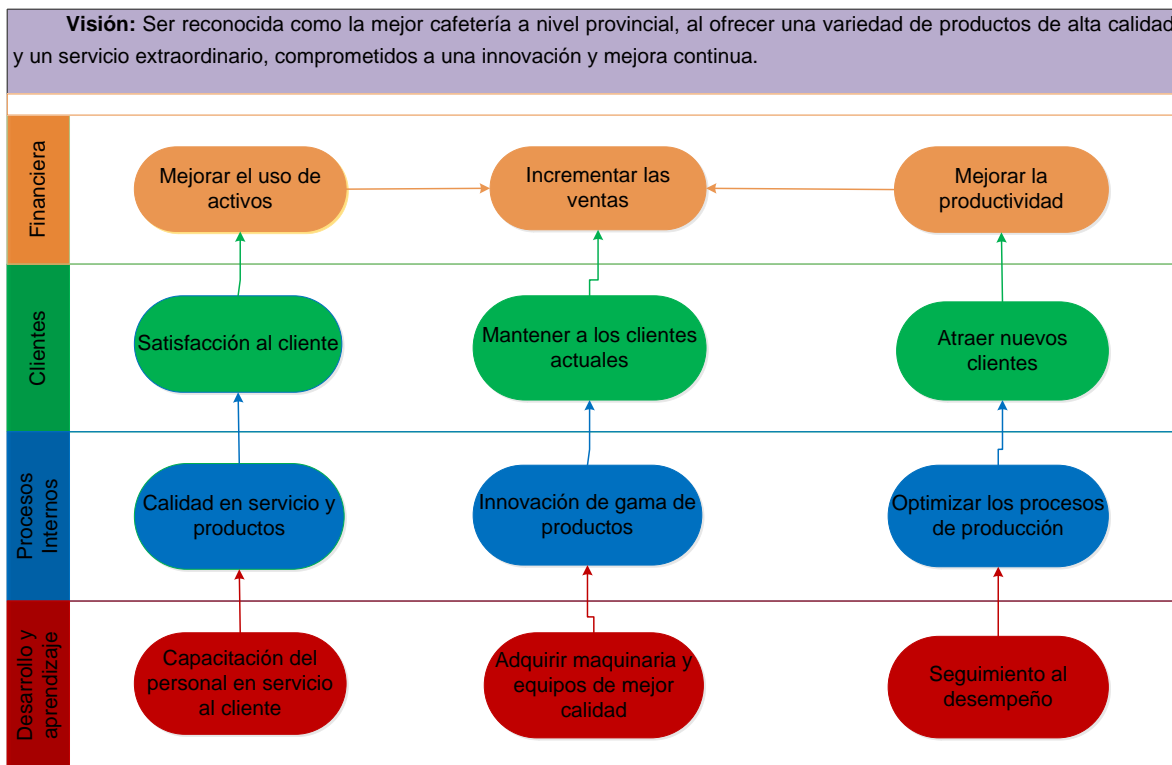 Visión: Ser reconocida como la mejor cafetería a nivel provincial, al ofrecer una variedad de productos de alta calidad
y un servicio extraordinario, comprometidos a una innovación y mejora continua.
Financiera
Mejorar el uso de
activos
Incrementar las
ventas
Mejorar la
productividad
Clientes
Satisfacción al cliente
Mantener a los clientes
actuales
Atraer nuevos
clientes
Procesos
Internos
Calidad en servicio y
productos
Innovación de gama de
productos
Optimizar los procesos
de producción
Desarrollo y
aprendizaje
Capacitación del
personal en servicio
al cliente
Adquirir maquinaria y
equipos de mejor
calidad
Seguimiento al
desempeño